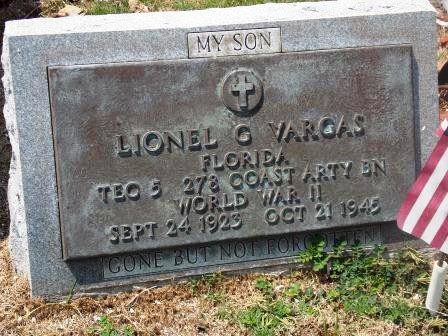 MY SON
LIONEL G VARGAS
FLORIDA
TEC 5 278 COAST ARTY BN
WORLD WAR II
SEPT 24 1923 OCT 21 1945
GONE BUT NOT FORGOTTEN